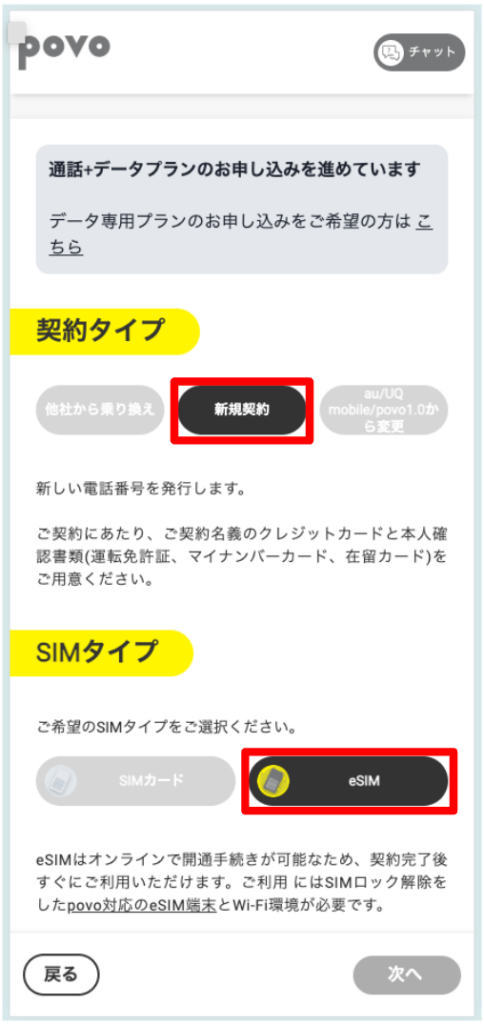 povo
チャット
通話+データプランのお申し込みを進めています
データ専用プランのお申し込みをご希望の方は こ
ちら
契約タイプ
他社から乗り換え
新規契約
au/UQ
mobile/povo1.0か
ら変更
新しい電話番号を発行します。
ご契約にあたり、ご契約名義のクレジットカードと本人確
認書類(運転免許証、マイナンバーカード、在留カード)を
ご用意ください。
SIMタイプ
ご希望のSIMタイプをご選択ください。
SIMカード
eSIM
eSIMはオンラインで開通手続きが可能なため、契約完了後
すぐにご利用いただけます。ご利用 にはSIMロック解除を
したpovo対応のeSIM端末とWi-Fi環境が必要です。
戻る
次へ